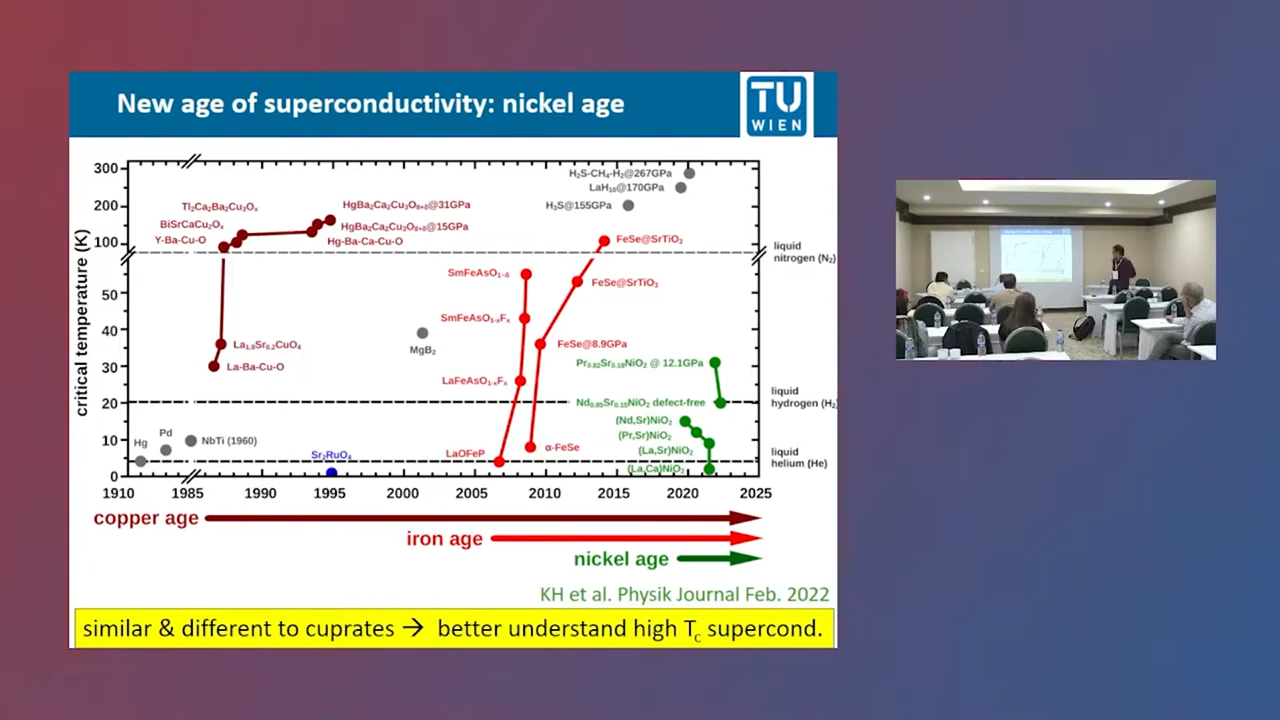 New age of superconductivity: nickel age
TU
WIEN
critical temperature (K)
300
200
100
50
40
30
20
10
0
1910
1985
1990
1995
2000
2005
2010
2015
2020
2025
H₂S-CH₄-H₂@267GPa
LaH₁₀@170GPa
H₃S@155GPa
Tl₂Ca₂Ba₂Cu₃Oₓ
BiSrCaCu₂Oₓ
Y-Ba-Cu-O
HgBa₂Ca₂Cu₃O₈₊δ@31GPa
HgBa₂Ca₂Cu₃O₈₊δ@15GPa
Hg-Ba-Ca-Cu-O
FeSe@SrTiO₃
liquid
nitrogen (N₂)
SmFeAsO₁₋δ
FeSe@SrTiO₃
SmFeAsO₁₋ₓFₓ
La₁.₈Sr₀.₂CuO₄
La-Ba-Cu-O
MgB₂
FeSe@8.9GPa
Pr₀.₈₂Sr₀.₁₈NiO₂ @ 12.1GPa
LaFeAsO₁₋ₓFₓ
liquid
hydrogen (H₂
Nd₀.₈₅Sr₀.₁₅NiO₂ defect-free
(Nd,Sr)NiO₂
(Pr,Sr)NiO₂
(La,Sr)NiO₂
(La,Ca)NiO₂
Hg
Pd
NbTi (1960)
Sr₂RuO₄
LaOFeP
α-FeSe
liquid
helium (He)
copper age
iron age
nickel age
KH et al. Physik Journal Feb. 2022
similar & different to cuprates → better understand high T꜀ supercond.